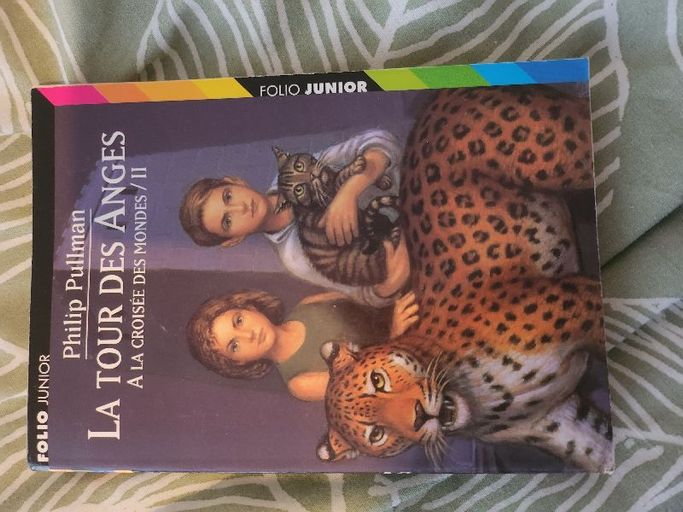 FOLIO JUNIOR
FOLIO JUNIOR
Philip Pullman
LA TOUR DES ANGES
A LA CROISÉE DES MONDES / II